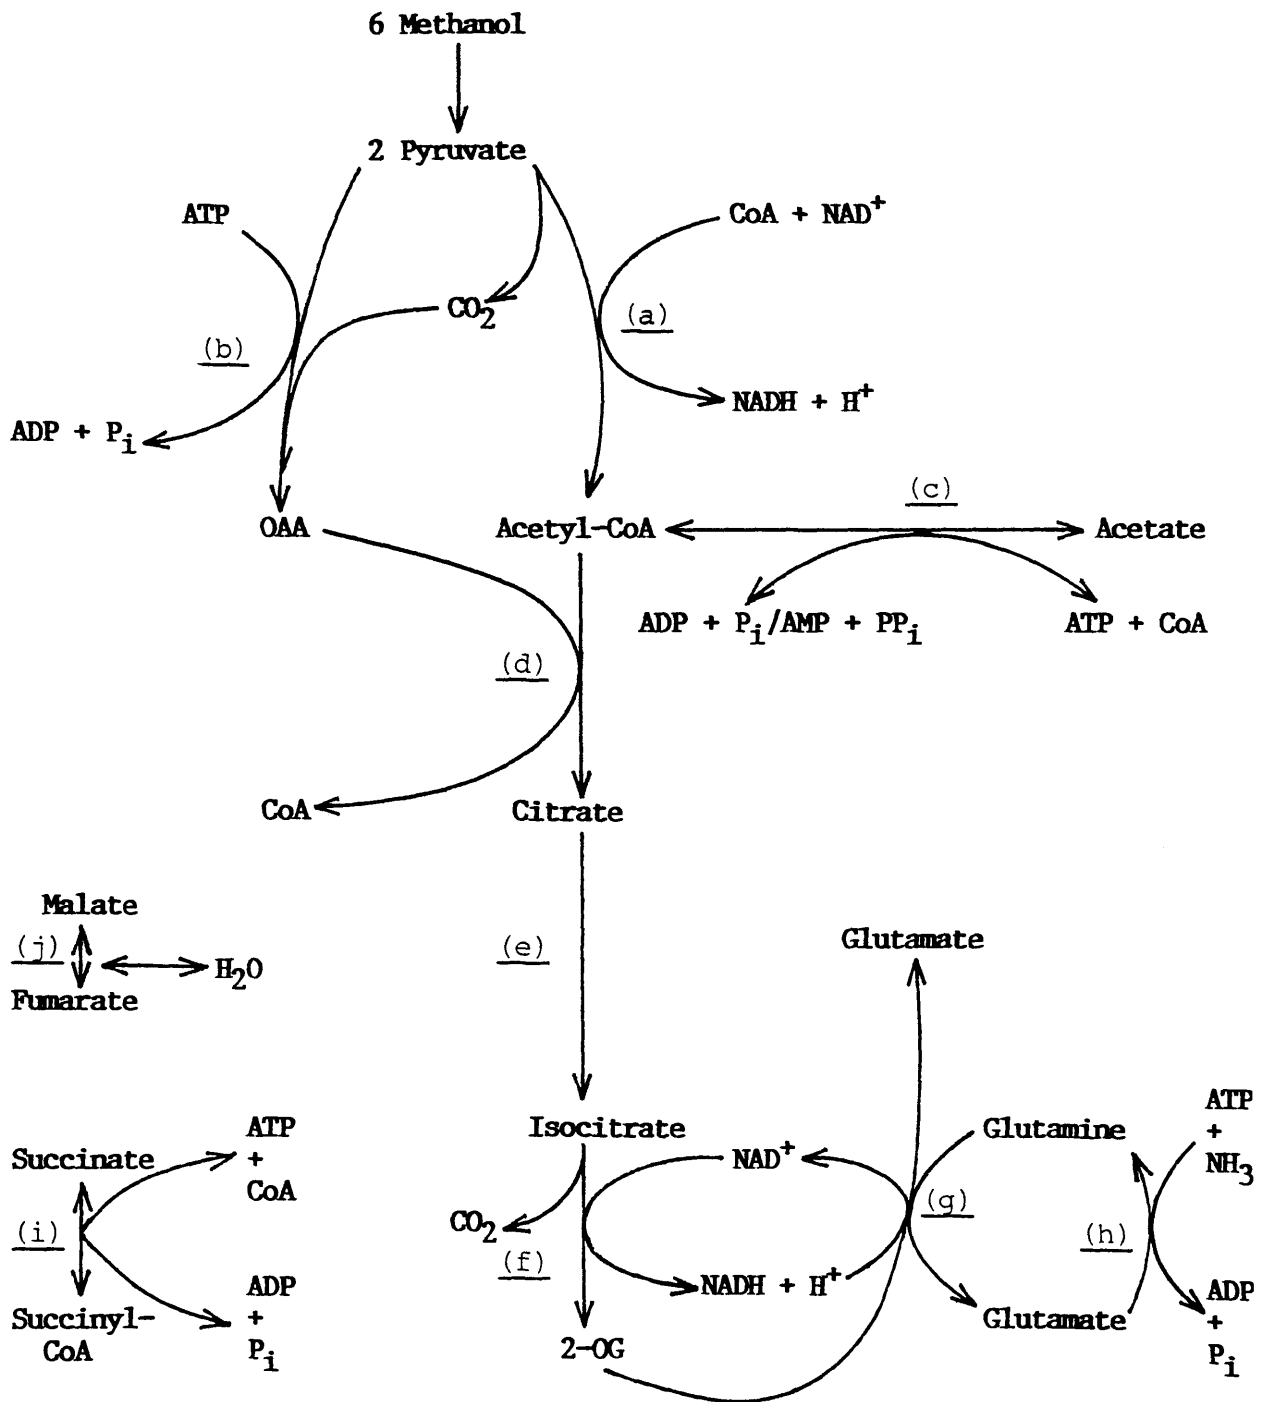 6 Methanol
2 Pyruvate
ATP
CoA + NAD⁺
CO₂
(a)
(b)
NADH + H⁺
ADP + Pᵢ
(c)
OAA
Acetyl-CoA
Acetate
ADP + Pᵢ/AMP + PPᵢ
ATP + CoA
(d)
CoA
Citrate
Malate
(j)
H₂O
Fumarate
(e)
Glutamate
ATP
+
CoA
Succinate
(i)
ADP
+
Pᵢ
Succinyl-
CoA
Isocitrate
NAD⁺
Glutamine
ATP
+
NH₃
CO₂
(f)
(g)
(h)
NADH + H⁺
Glutamate
ADP
+
Pᵢ
2-OG